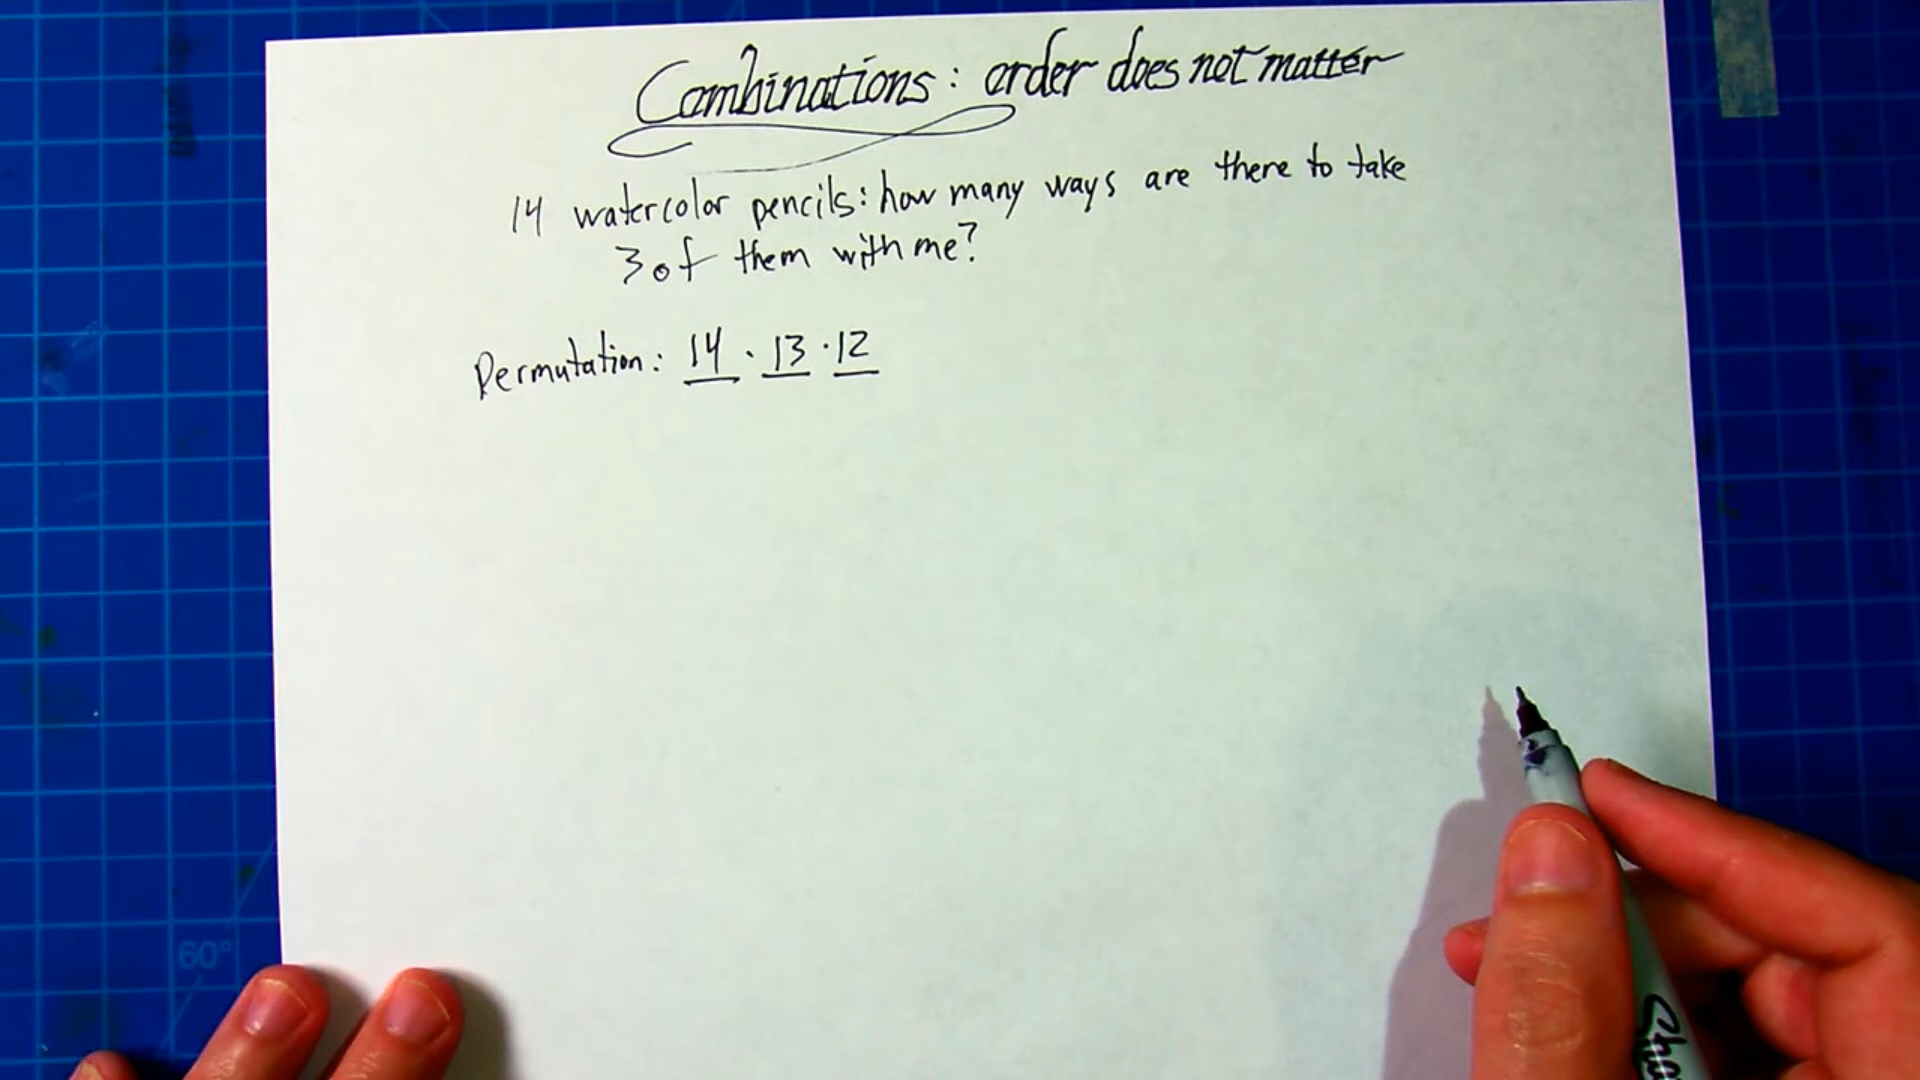 Combinations: order does not matter
14 watercolor pencils: how many ways are there to take
3 of them with me?
Permutation: 14 · 13 · 12
60°